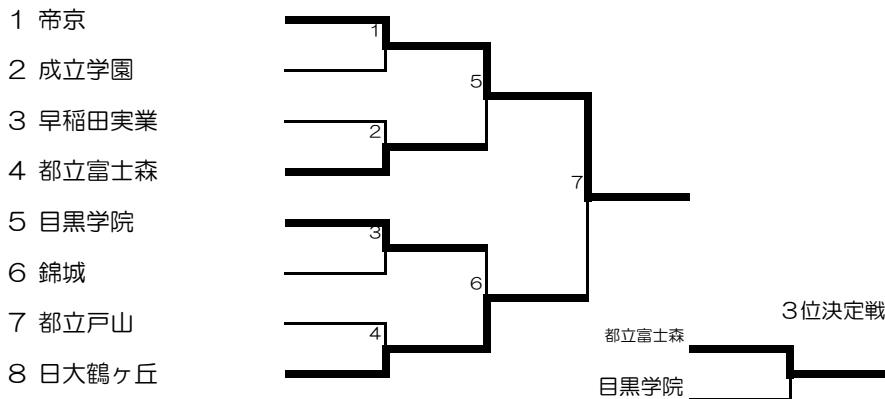 1 帝京
2 成立学園
3 早稲田実業
4 都立富士森
5 目黒学院
6 錦城
7 都立戸山
8 日大鶴ヶ丘
1
2
3
4
5
6
7
3位決定戦
都立富士森
目黒学院